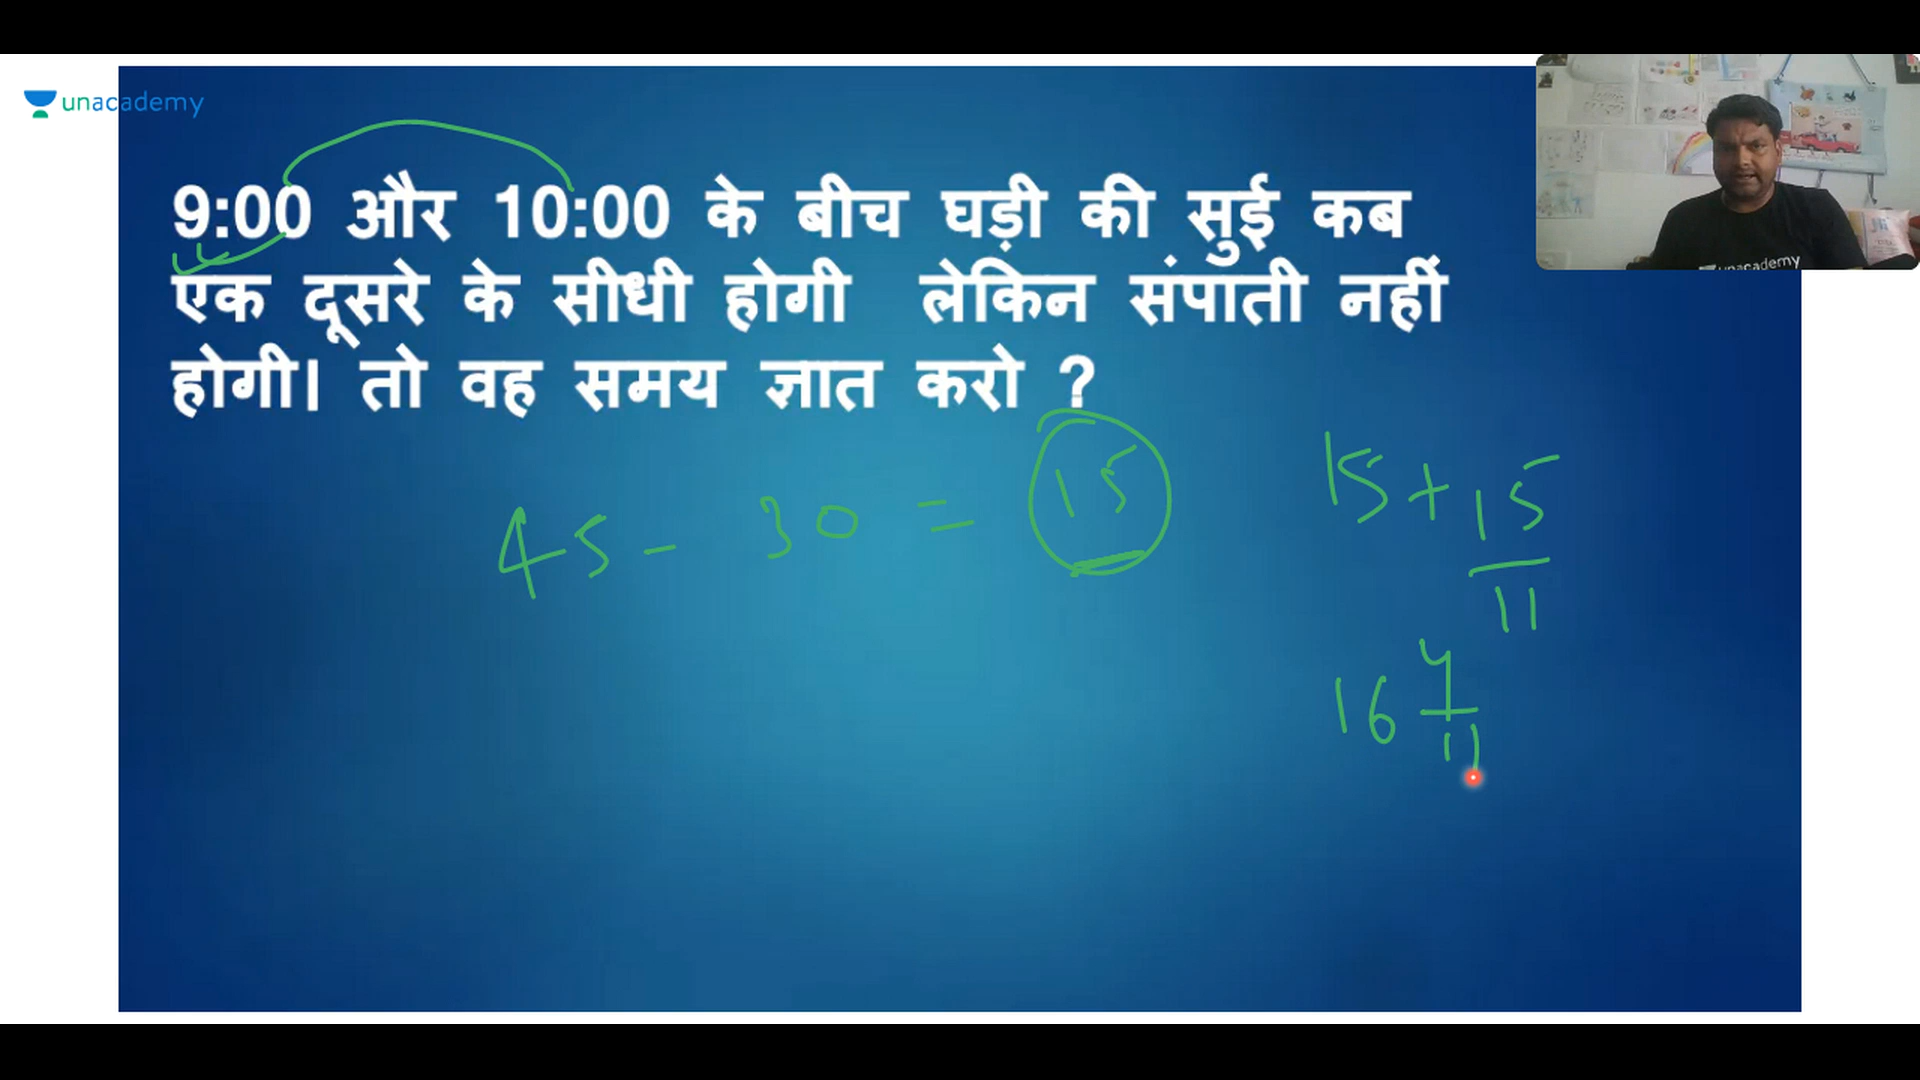 unacademy
9:00 और 10:00 के बीच घड़ी की सुई कब
एक दूसरे के सीधी होगी लेकिन संपाती नहीं
होगी। तो वह समय ज्ञात करो ?
45 - 30 = 15
15 + 15/11
16 4/11
unacademy